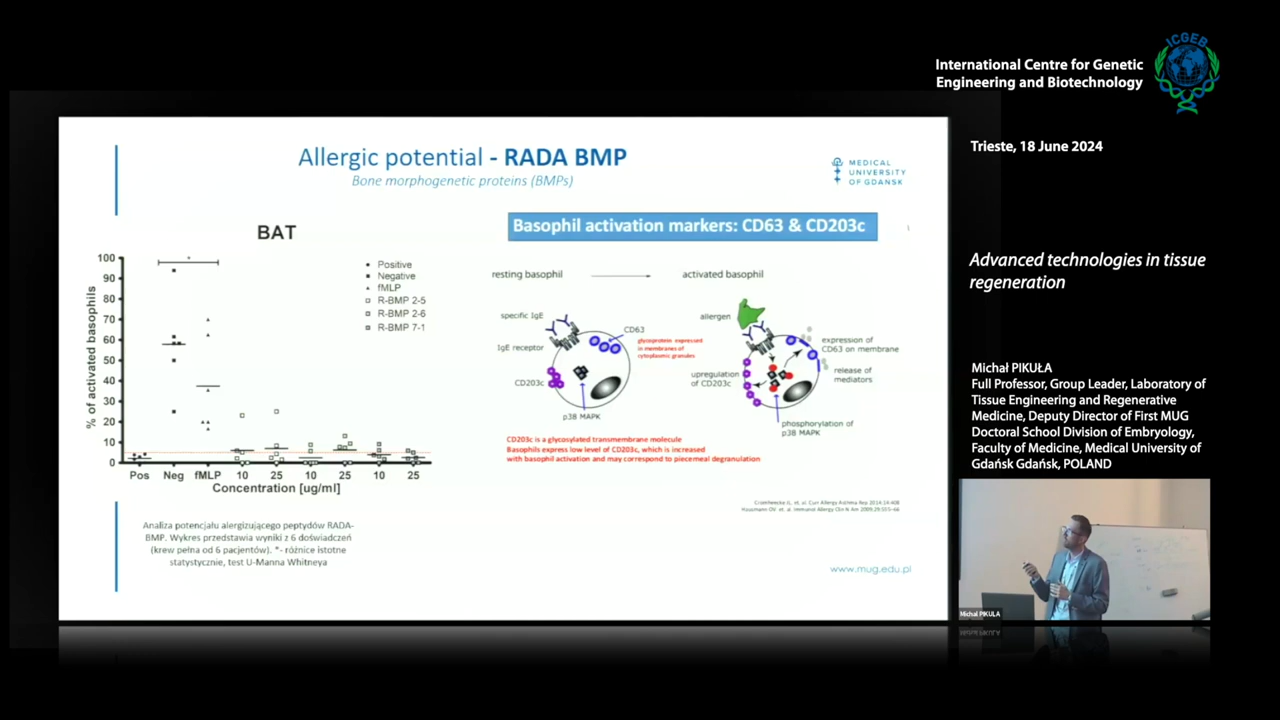 International Centre for Genetic
Engineering and Biotechnology
ICGEB
Trieste, 18 June 2024
Advanced technologies in tissue
regeneration
Michał PIKUŁA
Full Professor, Group Leader, Laboratory of
Tissue Engineering and Regenerative
Medicine, Deputy Director of First MUG
Doctoral School Division of Embryology,
Faculty of Medicine, Medical University of
Gdańsk Gdańsk, POLAND
Michał PIKUŁA
Allergic potential - RADA BMP
Bone morphogenetic proteins (BMPs)
MEDICAL
UNIVERSITY
OF GDAŃSK
BAT
% of activated basophils
100
90
80
70
60
50
40
30
20
10
0
*
Positive
Negative
fMLP
R-BMP 2-5
R-BMP 2-6
R-BMP 7-1
Pos Neg fMLP 10 25 10 25 10 25
Concentration [ug/ml]
Analiza potencjału alergizującego peptydów RADA-
BMP. Wykres przedstawia wyniki z 6 doświadczeń
(krew pełna od 6 pacjentów). *- różnice istotne
statystycznie, test U-Manna Whitneya
Basophil activation markers: CD63 & CD203c
resting basophil
activated basophil
specific IgE
IgE receptor
CD203c
CD63
glycoprotein expressed
in membranes of
cytoplasmic granules
p38 MAPK
allergen
upregulation
of CD203c
expression of
CD63 on membrane
release of
mediators
phosphorylation of
p38 MAPK
CD203c is a glycosylated transmembrane molecule
Basophils express low level of CD203c, which is increased
with basophil activation and may correspond to piecemeal degranulation
www.mug.edu.pl